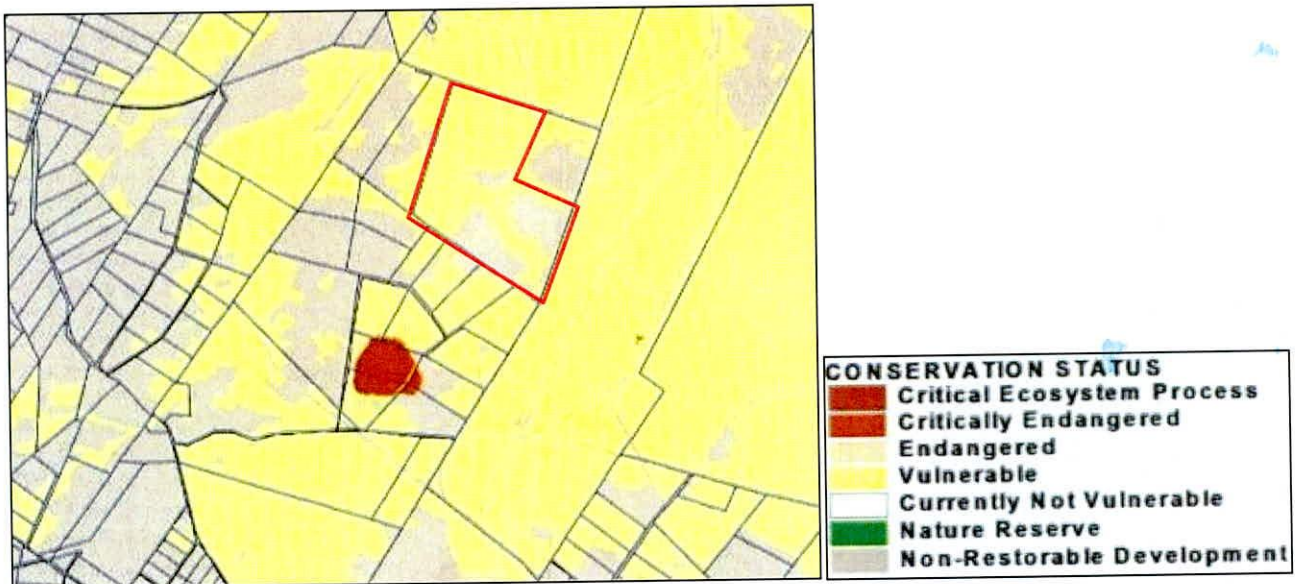 CONSERVATION STATUS
Critical Ecosystem Process
Critically Endangered
Endangered
Vulnerable
Currently Not Vulnerable
Nature Reserve
Non-Restorable Development